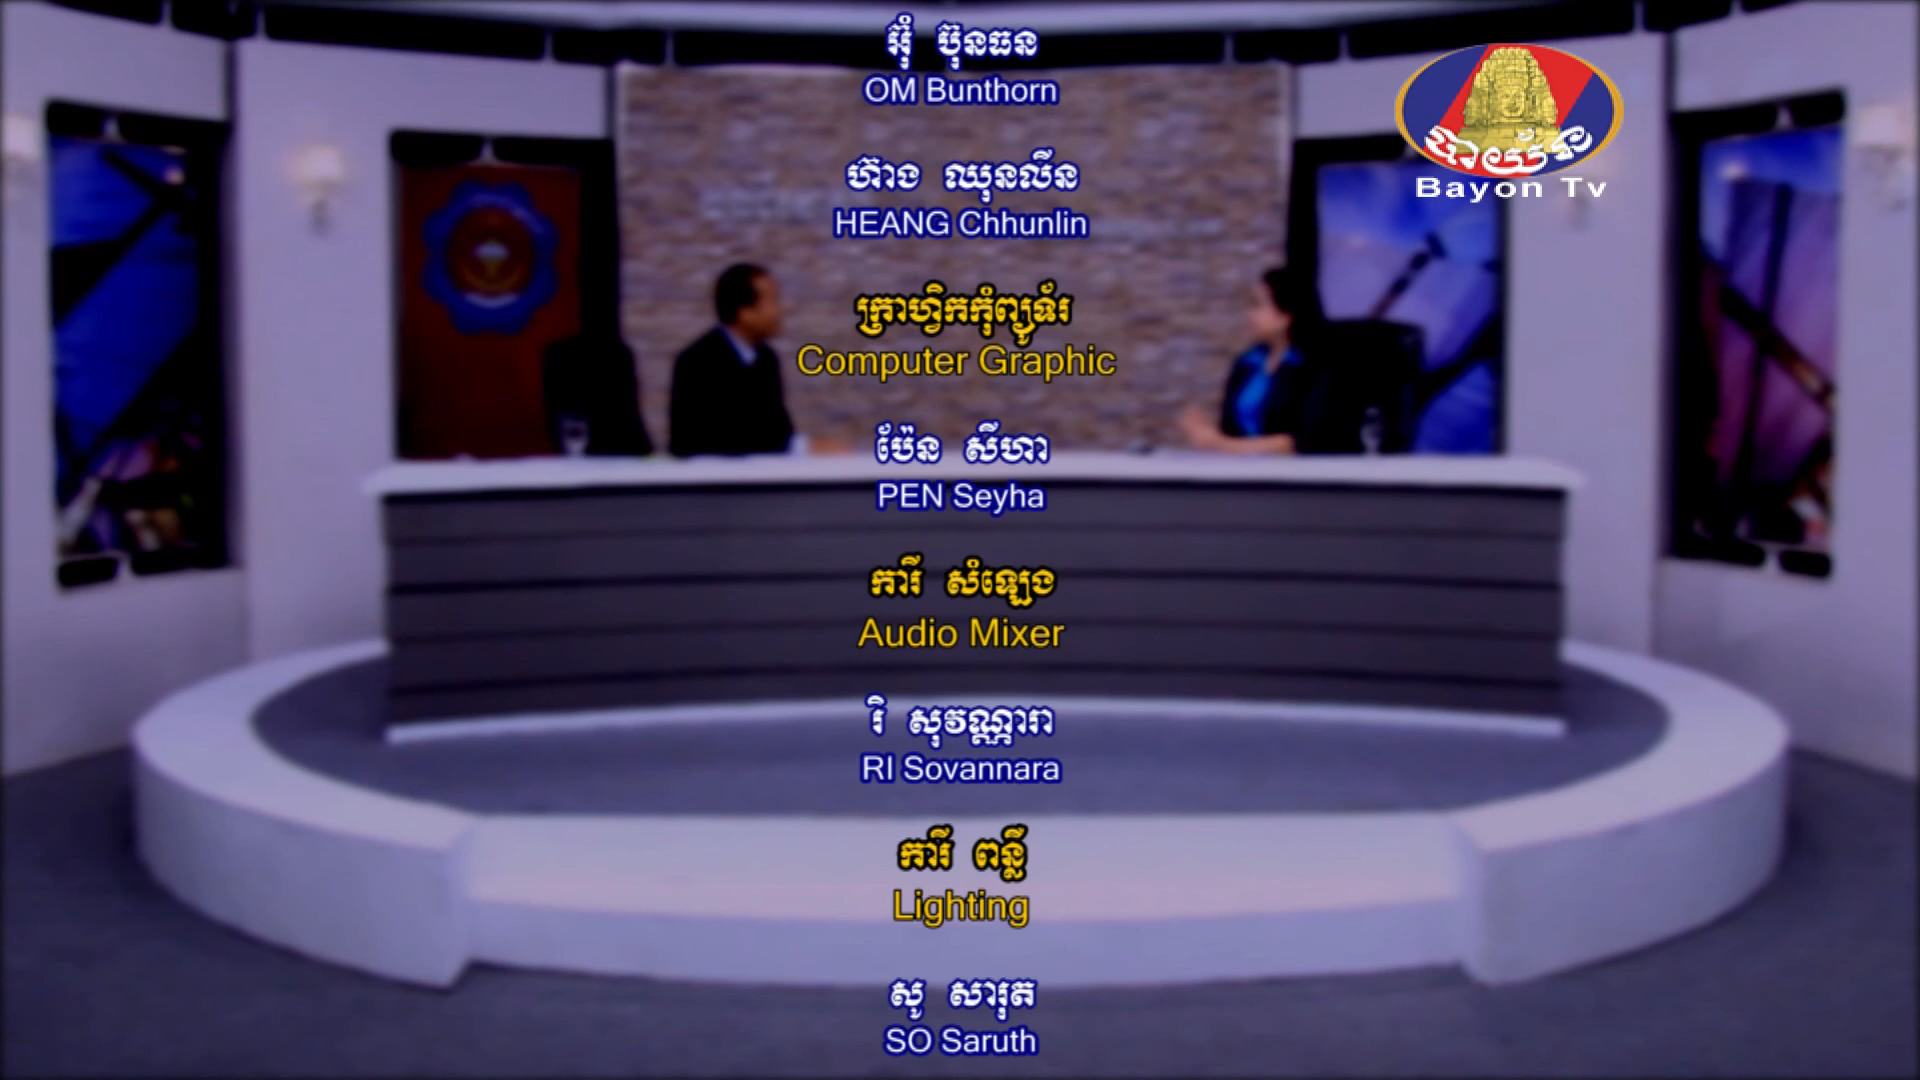 អ៊ុំ ប៊ុនធន
OM Bunthorn
ហ៊ាង ឈុនលីន
HEANG Chhunlin
ក្រាហ្វិកកុំព្យូទ័រ
Computer Graphic
ប៉ែន សីហា
PEN Seyha
ការី សំឡេង
Audio Mixer
រិ សុវណ្ណារា
RI Sovannara
ការី ពន្លឺ
Lighting
សូ សារុត
SO Saruth
បាយ័ន
Bayon Tv